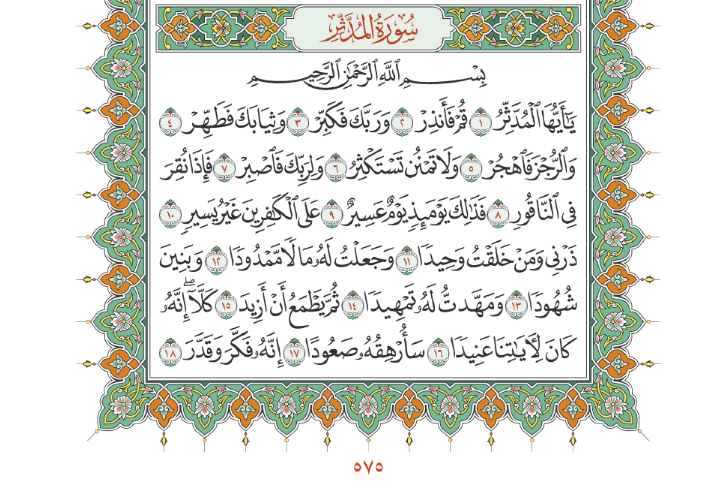 سُورَةُ الْمُدَّثِّرِ
بِسْمِ ٱللَّهِ ٱلرَّحْمَٰنِ ٱلرَّحِيمِ
يَٰٓأَيُّهَا ٱلْمُدَّثِّرُ ١ قُمْ فَأَنذِرْ ٢ وَرَبَّكَ فَكَبِّرْ ٣ وَثِيَابَكَ فَطَهِّرْ ٤
وَٱلرُّجْزَ فَٱهْجُرْ ٥ وَلَا تَمْنُن تَسْتَكْثِرُ ٦ وَلِرَبِّكَ فَٱصْبِرْ ٧ فَإِذَا نُقِرَ
فِى ٱلنَّاقُورِ ٨ فَذَٰلِكَ يَوْمَئِذٍ يَوْمٌ عَسِيرٌ ٩ عَلَى ٱلْكَٰفِرِينَ غَيْرُ يَسِيرٍ ١٠
ذَرْنِى وَمَنْ خَلَقْتُ وَحِيدًا ١١ وَجَعَلْتُ لَهُۥ مَالًا مَّمْدُودًا ١٢ وَبَنِينَ
شُهُودًا ١٣ وَمَهَّدتُّ لَهُۥ تَمْهِيدًا ١٤ ثُمَّ يَطْمَعُ أَنْ أَزِيدَ ١٥ كَلَّآ ۖ إِنَّهُۥ
كَانَ لِـَٔايَٰتِنَا عَنِيدًا ١٦ سَأُرْهِقُهُۥ صَعُودًا ١٧ إِنَّهُۥ فَكَّرَ وَقَدَّرَ ١٨
٥٧٥